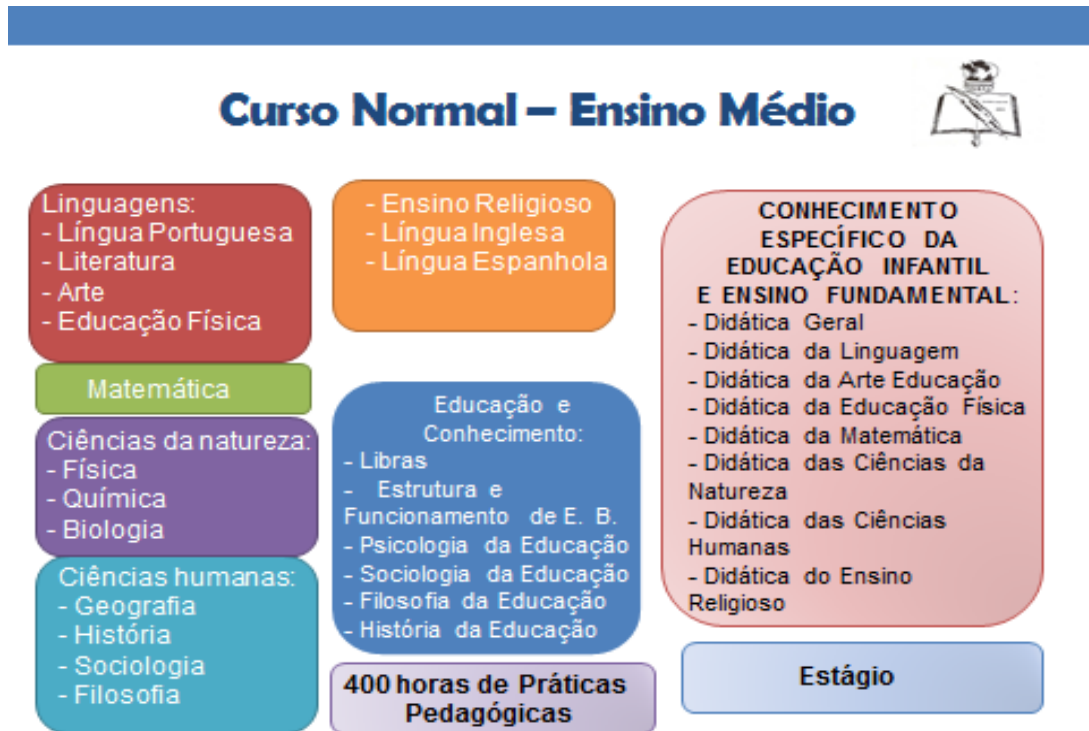 Curso Normal – Ensino Médio
Linguagens:
- Língua Portuguesa
- Literatura
- Arte
- Educação Física
Matemática
Ciências da natureza:
- Física
- Química
- Biologia
Ciências humanas:
- Geografia
- História
- Sociologia
- Filosofia
- Ensino Religioso
- Língua Inglesa
- Língua Espanhola
Educação e
Conhecimento:
- Libras
- Estrutura e
Funcionamento de E. B.
- Psicologia da Educação
- Sociologia da Educação
- Filosofia da Educação
- História da Educação
400 horas de Práticas
Pedagógicas
CONHECIMENTO
ESPECÍFICO DA
EDUCAÇÃO INFANTIL
E ENSINO FUNDAMENTAL:
- Didática Geral
- Didática da Linguagem
- Didática da Arte Educação
- Didática da Educação Física
- Didática da Matemática
- Didática das Ciências da
Natureza
- Didática das Ciências
Humanas
- Didática do Ensino
Religioso
Estágio